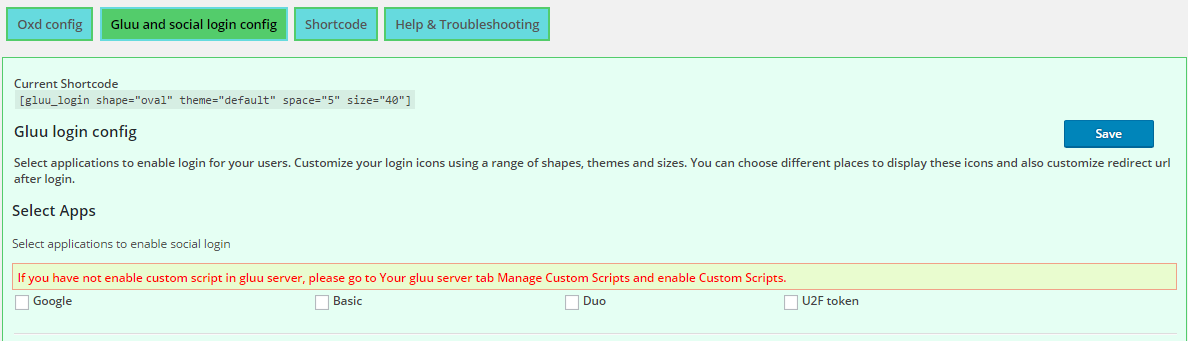 Oxd config Gluu and social login config Shortcode Help & Troubleshooting
Current Shortcode
[gluu_login shape="oval" theme="default" space="5" size="40"]
Gluu login config Save
Select applications to enable login for your users. Customize your login icons using a range of shapes, themes and sizes. You can choose different places to display these icons and also customize redirect url
after login.
Select Apps
Select applications to enable social login
If you have not enable custom script in gluu server, please go to Your gluu server tab Manage Custom Scripts and enable Custom Scripts.
Google Basic Duo U2F token